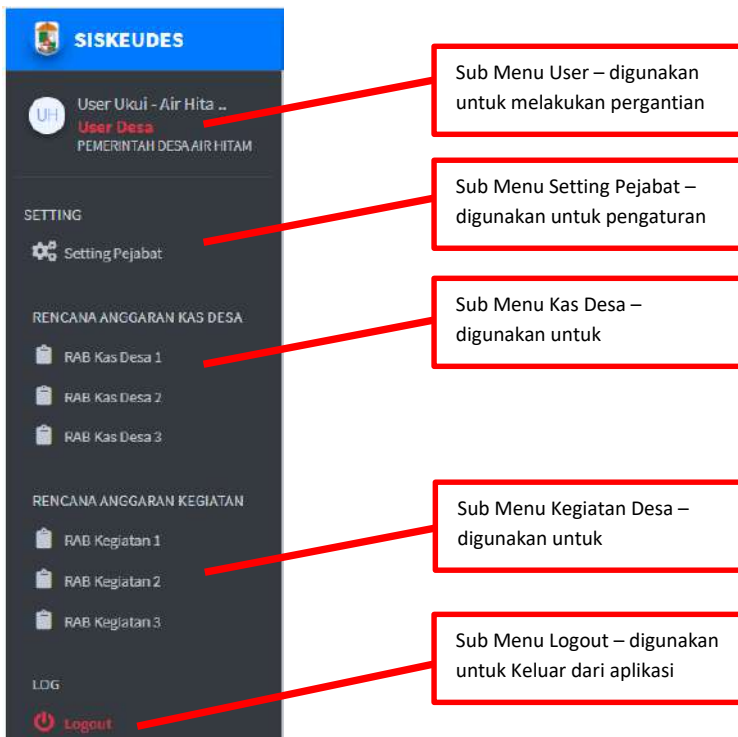 SISKEUDES
UH
User Ukui - Air Hita ..
User Desa
PEMERINTAH DESA AIR HITAM
SETTING
Setting Pejabat
RENCANA ANGGARAN KAS DESA
RAB Kas Desa 1
RAB Kas Desa 2
RAB Kas Desa 3
RENCANA ANGGARAN KEGIATAN
RAB Kegiatan 1
RAB Kegiatan 2
RAB Kegiatan 3
LOG
Logout
Sub Menu User – digunakan
untuk melakukan pergantian
Sub Menu Setting Pejabat –
digunakan untuk pengaturan
Sub Menu Kas Desa –
digunakan untuk
Sub Menu Kegiatan Desa –
digunakan untuk
Sub Menu Logout – digunakan
untuk Keluar dari aplikasi